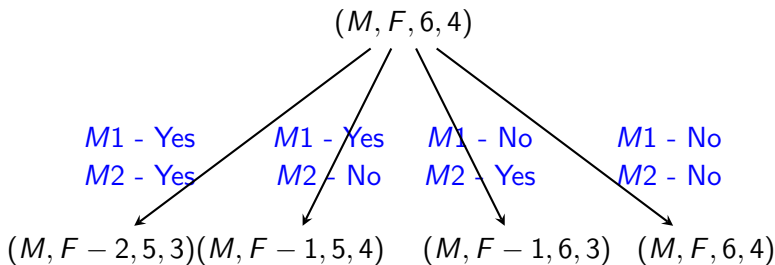 (M, F, 6, 4)
M1 - Yes M1 - Yes M1 - No M1 - No
M2 - Yes M2 - No M2 - Yes M2 - No
(M, F − 2, 5, 3)(M, F − 1, 5, 4) (M, F − 1, 6, 3) (M, F, 6, 4)